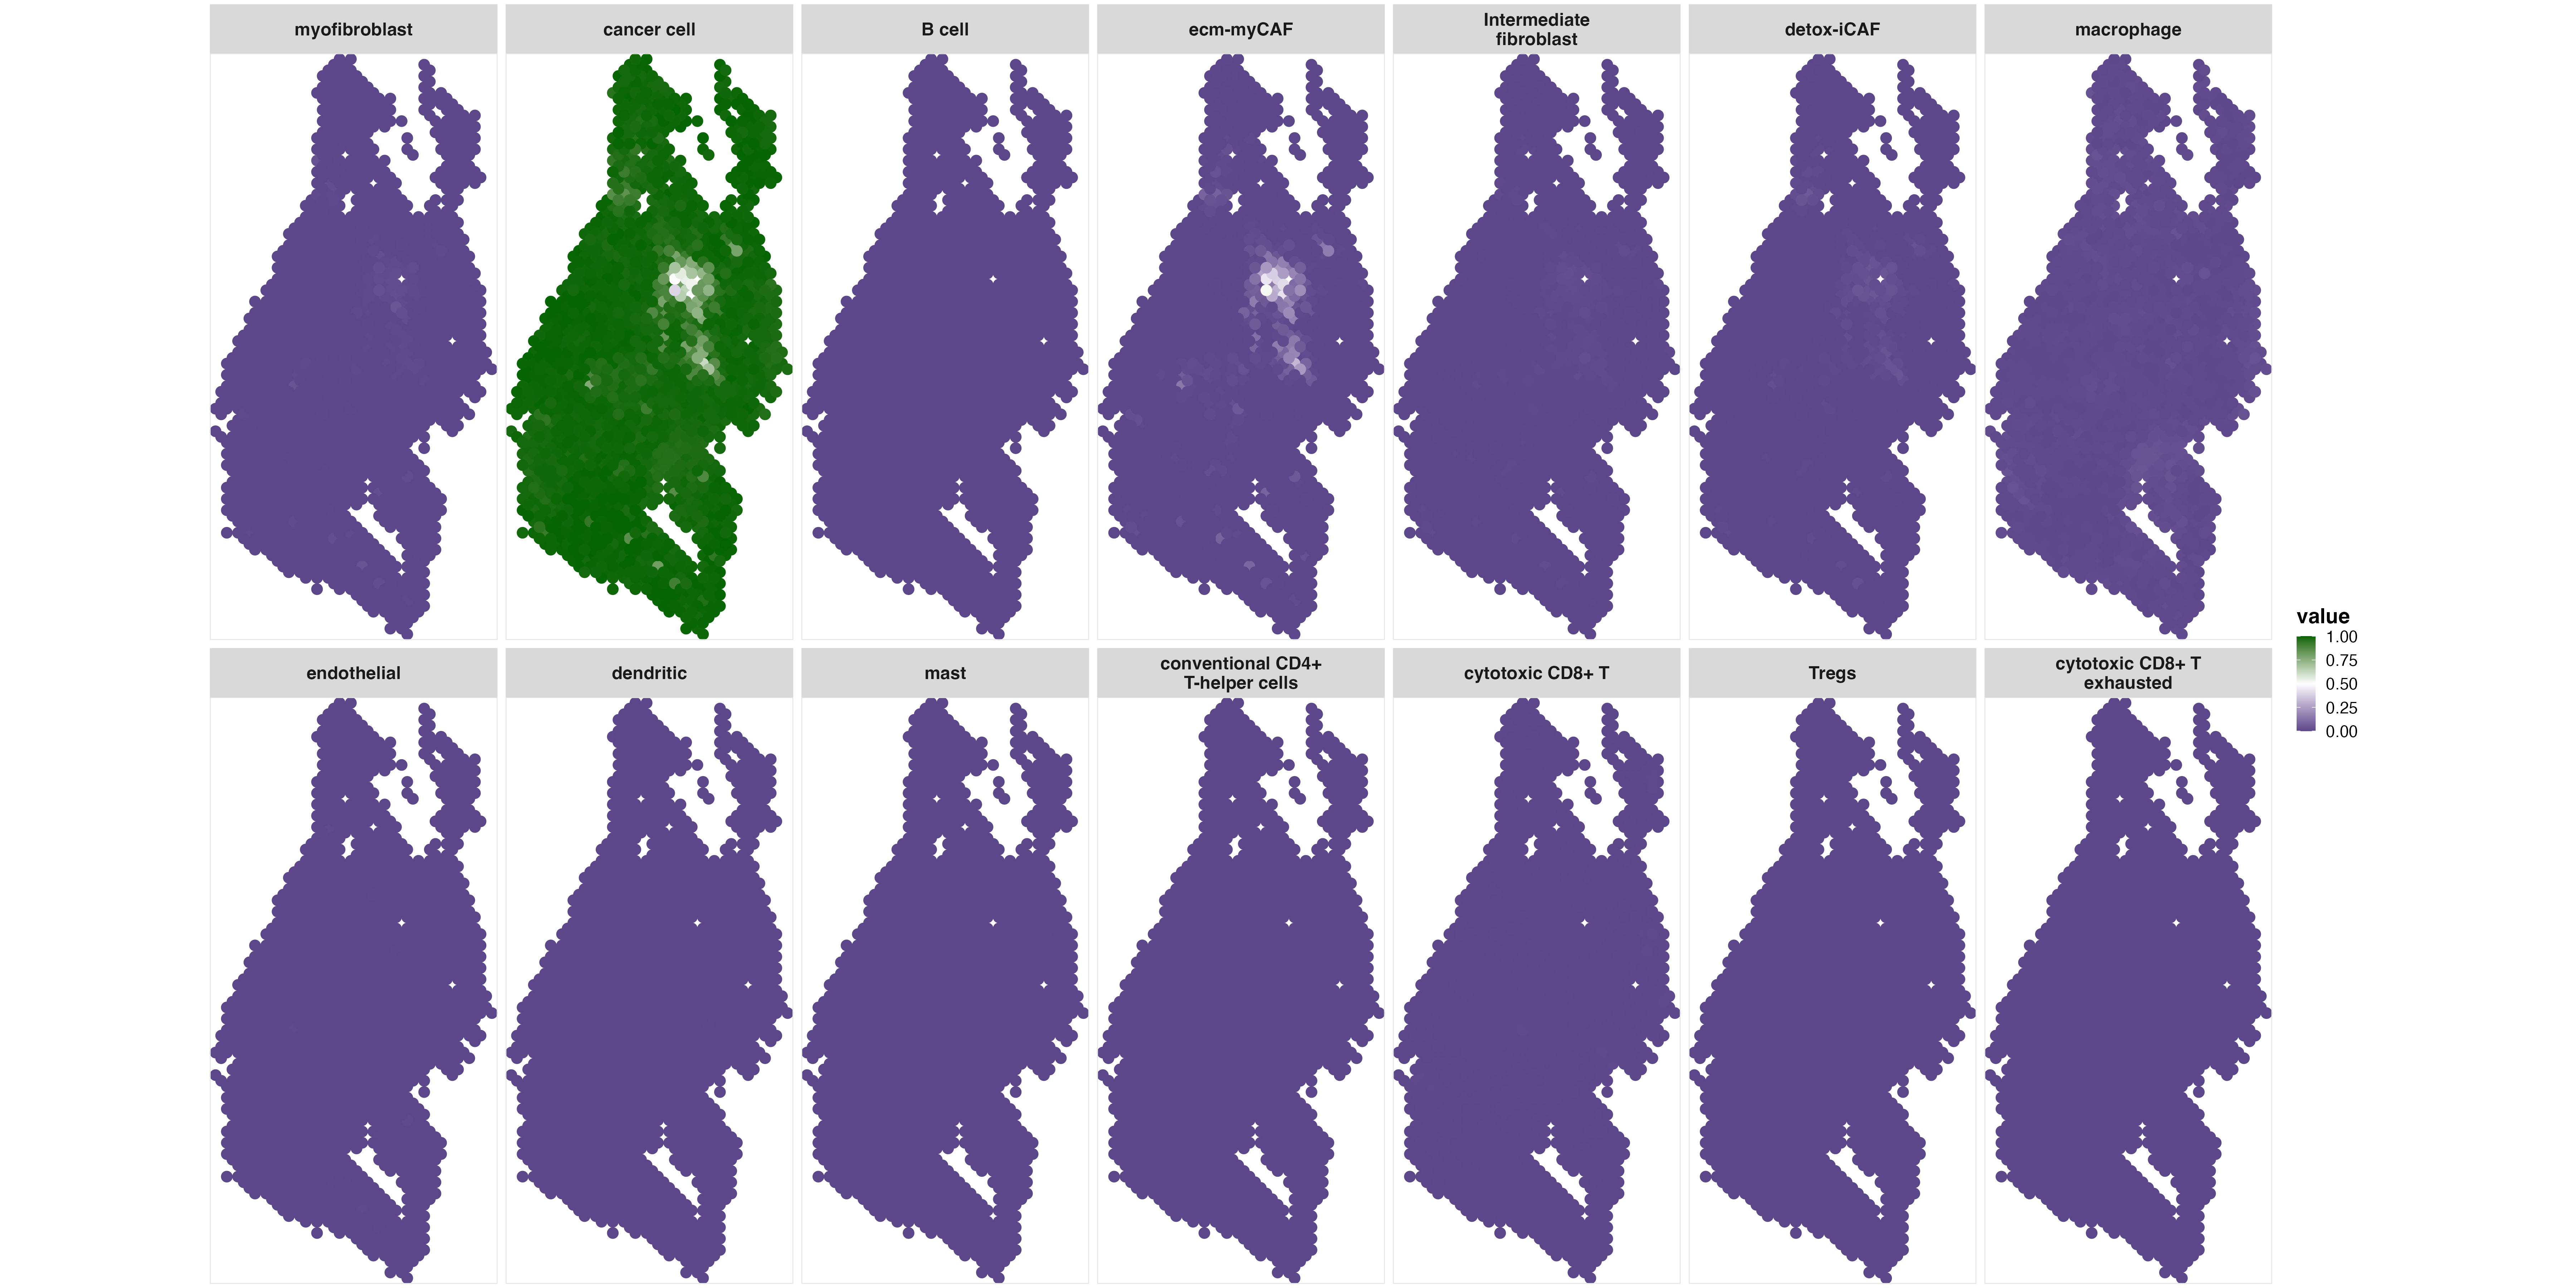 myofibroblast
cancer cell
B cell
ecm-myCAF
Intermediate
fibroblast
detox-iCAF
macrophage
endothelial
dendritic
mast
conventional CD4+
T-helper cells
cytotoxic CD8+ T
Tregs
cytotoxic CD8+ T
exhausted
value
1.00
0.75
0.50
0.25
0.00